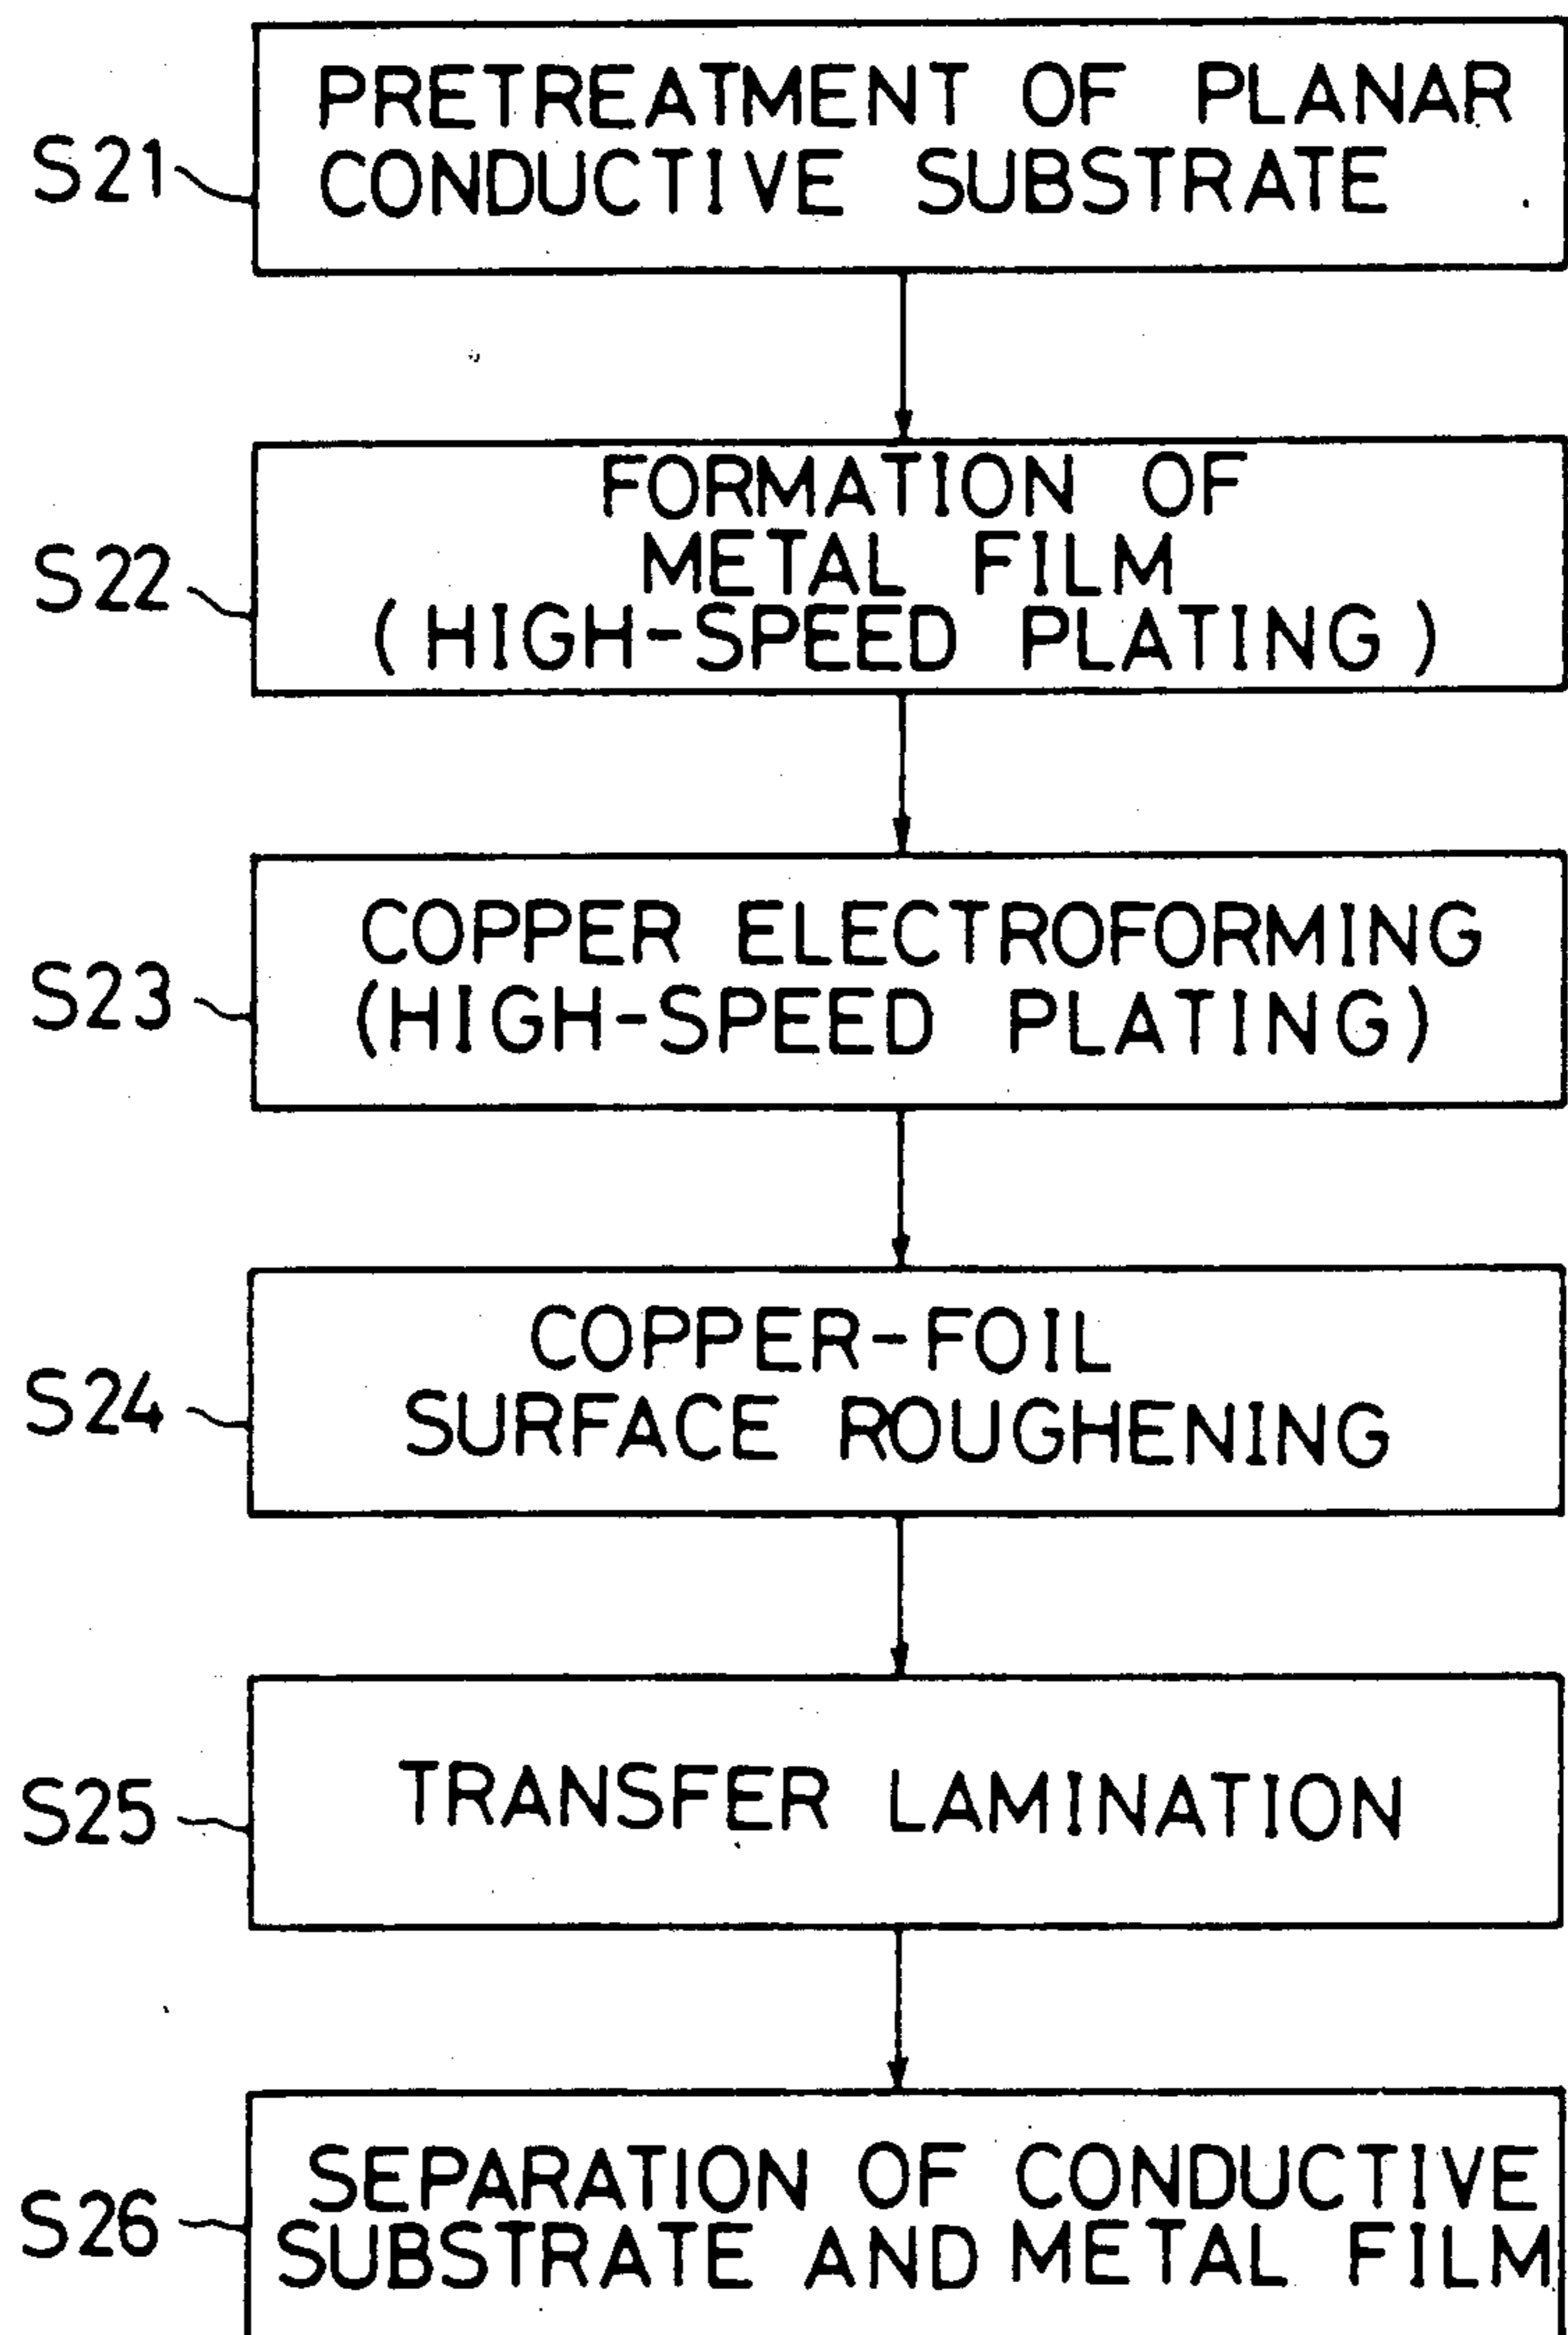 PRETREATMENT OF PLANAR
S21
CONDUCTIVE SUBSTRATE
FORMATION OF
METAL FILM
S22
(HIGH-SPEED PLATING)
COPPER ELECTROFORMING
S23
(HIGH-SPEED PLATING)
COPPER-FOIL
S24
SURFACE ROUGHENING
S25
TRANSFER LAMINATION
SEPARATION OF CONDUCTIVE
S26
SUBSTRATE AND METAL FILM